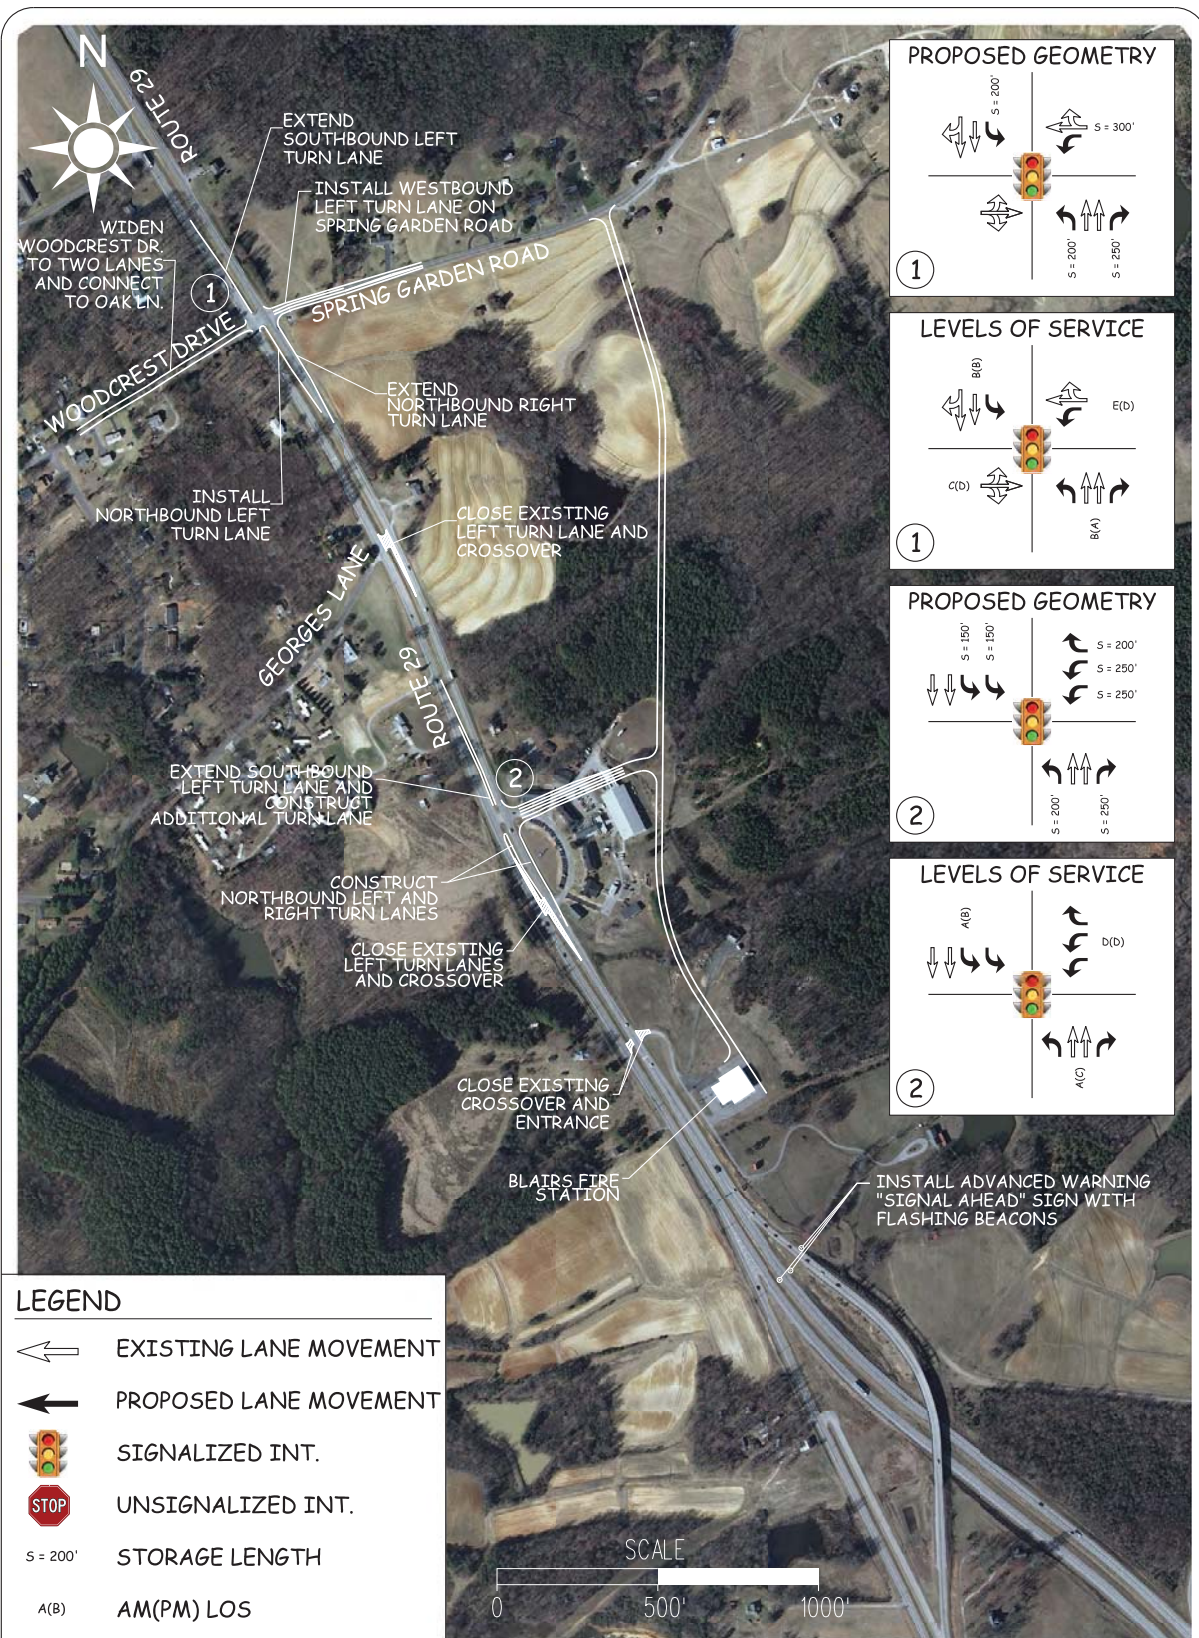 N
ROUTE 29
EXTEND
SOUTHBOUND LEFT
TURN LANE
INSTALL WESTBOUND
LEFT TURN LANE ON
SPRING GARDEN ROAD
WIDEN
WOODCREST DR.
TO TWO LANES
AND CONNECT
TO OAK LN.
1
SPRING GARDEN ROAD
WOODCREST DRIVE
EXTEND
NORTHBOUND RIGHT
TURN LANE
INSTALL
NORTHBOUND LEFT
TURN LANE
CLOSE EXISTING
LEFT TURN LANE AND
CROSSOVER
GEORGES LANE
ROUTE 29
2
EXTEND SOUTHBOUND
LEFT TURN LANE AND
CONSTRUCT
ADDITIONAL TURN LANE
CONSTRUCT
NORTHBOUND LEFT AND
RIGHT TURN LANES
CLOSE EXISTING
LEFT TURN LANES
AND CROSSOVER
CLOSE EXISTING
CROSSOVER AND
ENTRANCE
BLAIRS FIRE
STATION
INSTALL ADVANCED WARNING
"SIGNAL AHEAD" SIGN WITH
FLASHING BEACONS
PROPOSED GEOMETRY
S = 200'
S = 300'
S = 200'
S = 250'
1
LEVELS OF SERVICE
B(B)
E(D)
C(D)
B(A)
1
PROPOSED GEOMETRY
S = 150'
S = 150'
S = 200'
S = 250'
S = 250'
S = 200'
S = 250'
2
LEVELS OF SERVICE
A(B)
D(D)
A(C)
2
LEGEND
EXISTING LANE MOVEMENT
PROPOSED LANE MOVEMENT
SIGNALIZED INT.
STOP UNSIGNALIZED INT.
S = 200' STORAGE LENGTH
A(B) AM(PM) LOS
SCALE
0 500' 1000'